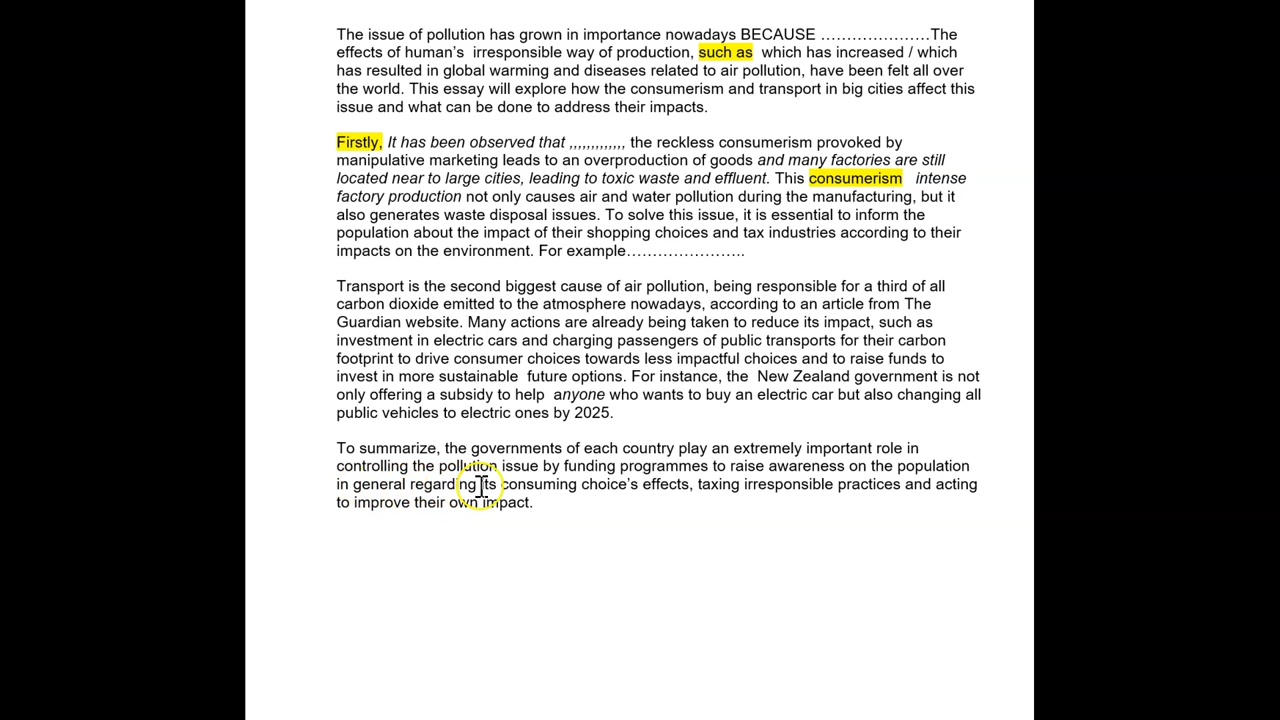 The issue of pollution has grown in importance nowadays BECAUSE …………………The
effects of human's  irresponsible way of production, such as  which has increased / which
has resulted in global warming and diseases related to air pollution, have been felt all over
the world. This essay will explore how the consumerism and transport in big cities affect this
issue and what can be done to address their impacts.
Firstly, It has been observed that ,,,,,,,,,,,,, the reckless consumerism provoked by
manipulative marketing leads to an overproduction of goods and many factories are still
located near to large cities, leading to toxic waste and effluent. This consumerism   intense
factory production not only causes air and water pollution during the manufacturing, but it
also generates waste disposal issues. To solve this issue, it is essential to inform the
population about the impact of their shopping choices and tax industries according to their
impacts on the environment. For example…………………..
Transport is the second biggest cause of air pollution, being responsible for a third of all
carbon dioxide emitted to the atmosphere nowadays, according to an article from The
Guardian website. Many actions are already being taken to reduce its impact, such as
investment in electric cars and charging passengers of public transports for their carbon
footprint to drive consumer choices towards less impactful choices and to raise funds to
invest in more sustainable  future options. For instance, the  New Zealand government is not
only offering a subsidy to help  anyone who wants to buy an electric car but also changing all
public vehicles to electric ones by 2025.
To summarize, the governments of each country play an extremely important role in
controlling the pollution issue by funding programmes to raise awareness on the population
in general regarding its consuming choice's effects, taxing irresponsible practices and acting
to improve their own impact.